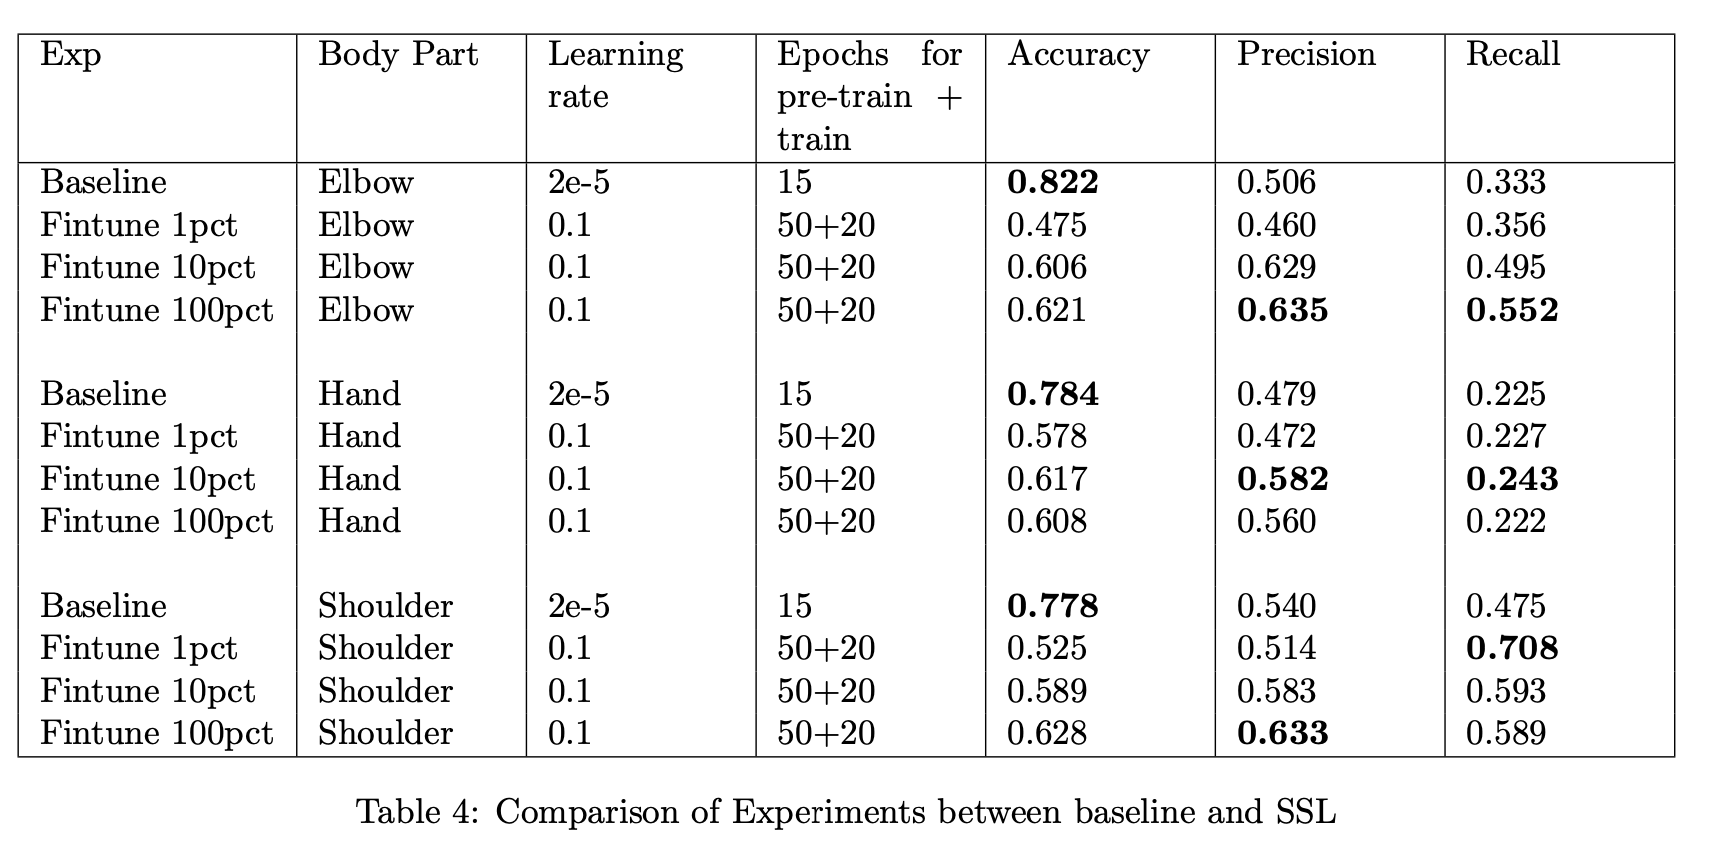 Exp Body Part Learning rate Epochs for pre-train + train Accuracy Precision Recall
Baseline Elbow 2e-5 15 0.822 0.506 0.333
Fintune 1pct Elbow 0.1 50+20 0.475 0.460 0.356
Fintune 10pct Elbow 0.1 50+20 0.606 0.629 0.495
Fintune 100pct Elbow 0.1 50+20 0.621 0.635 0.552
Baseline Hand 2e-5 15 0.784 0.479 0.225
Fintune 1pct Hand 0.1 50+20 0.578 0.472 0.227
Fintune 10pct Hand 0.1 50+20 0.617 0.582 0.243
Fintune 100pct Hand 0.1 50+20 0.608 0.560 0.222
Baseline Shoulder 2e-5 15 0.778 0.540 0.475
Fintune 1pct Shoulder 0.1 50+20 0.525 0.514 0.708
Fintune 10pct Shoulder 0.1 50+20 0.589 0.583 0.593
Fintune 100pct Shoulder 0.1 50+20 0.628 0.633 0.589
Table 4: Comparison of Experiments between baseline and SSL